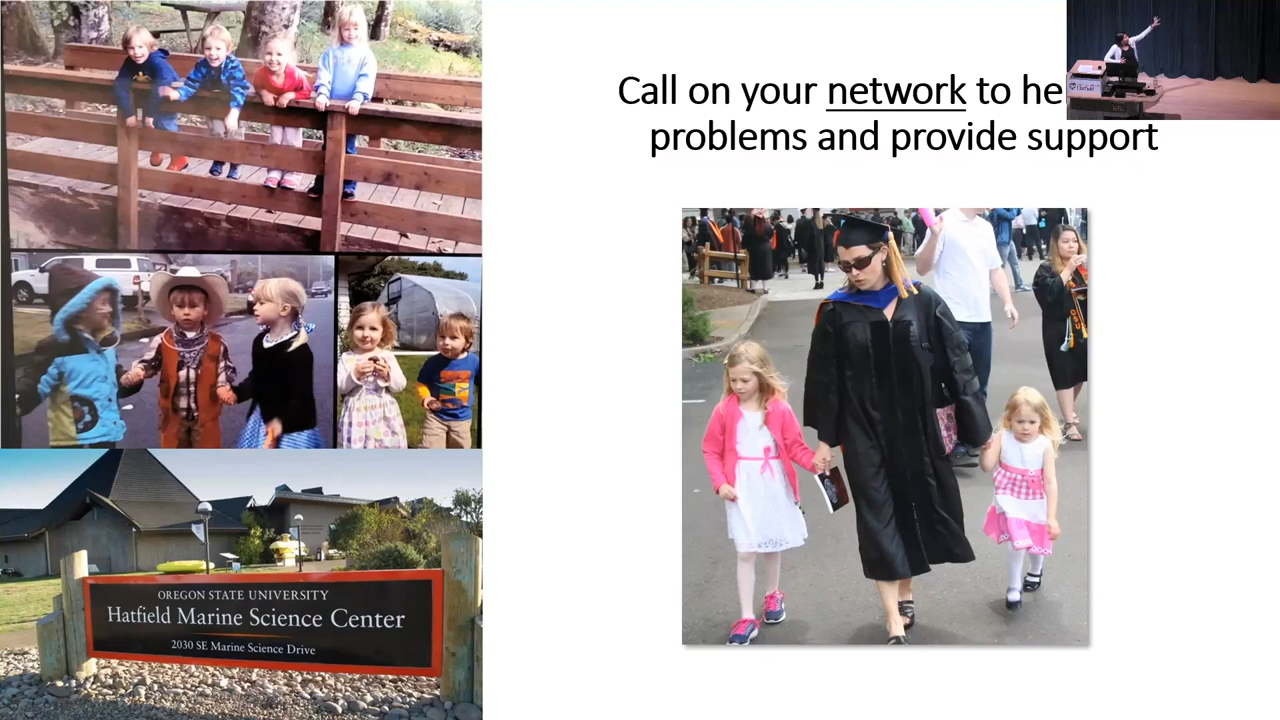 Call on your network to he
problems and provide support
OREGON STATE UNIVERSITY
Hatfield Marine Science Center
2030 SE Marine Science Drive